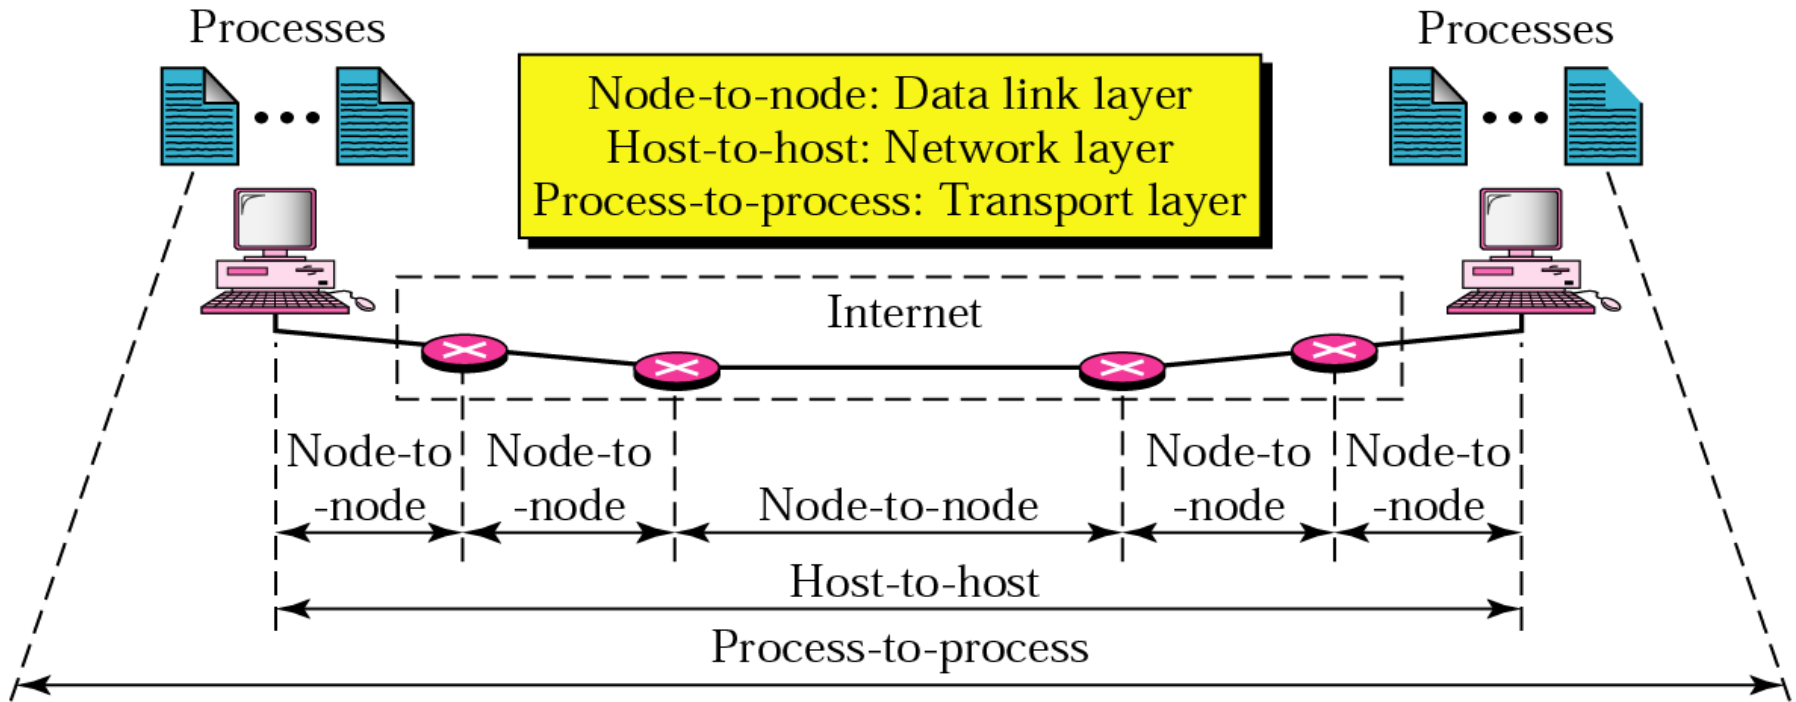 Processes
Processes
Node-to-node: Data link layer
Host-to-host: Network layer
Process-to-process: Transport layer
Internet
Node-to
-node
Node-to
-node
Node-to-node
Node-to
-node
Node-to
-node
Host-to-host
Process-to-process